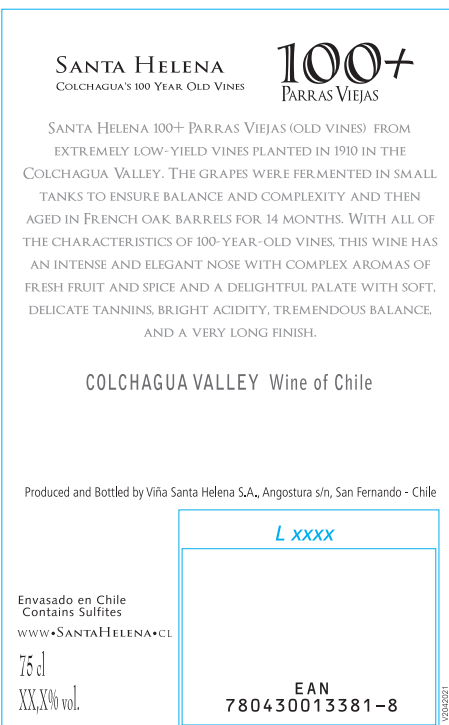 Santa Helena
Colchagua's 100 Year Old Vines
100+
Parras Viejas
Santa Helena 100+ Parras Viejas (old vines) from
extremely low-yield vines planted in 1910 in the
Colchagua Valley. The grapes were fermented in small
tanks to ensure balance and complexity and then
aged in French oak barrels for 14 months. With all of
the characteristics of 100-year-old vines, this wine has
an intense and elegant nose with complex aromas of
fresh fruit and spice and a delightful palate with soft,
delicate tannins, bright acidity, tremendous balance,
and a very long finish.
COLCHAGUA VALLEY Wine of Chile
Produced and Bottled by Viña Santa Helena S.A., Angostura s/n, San Fernando - Chile
L xxxx
Envasado en Chile
Contains Sulfites
www•SantaHelena•cl
75 cl
XX,X% vol.
EAN
780430013381-8
V2042021